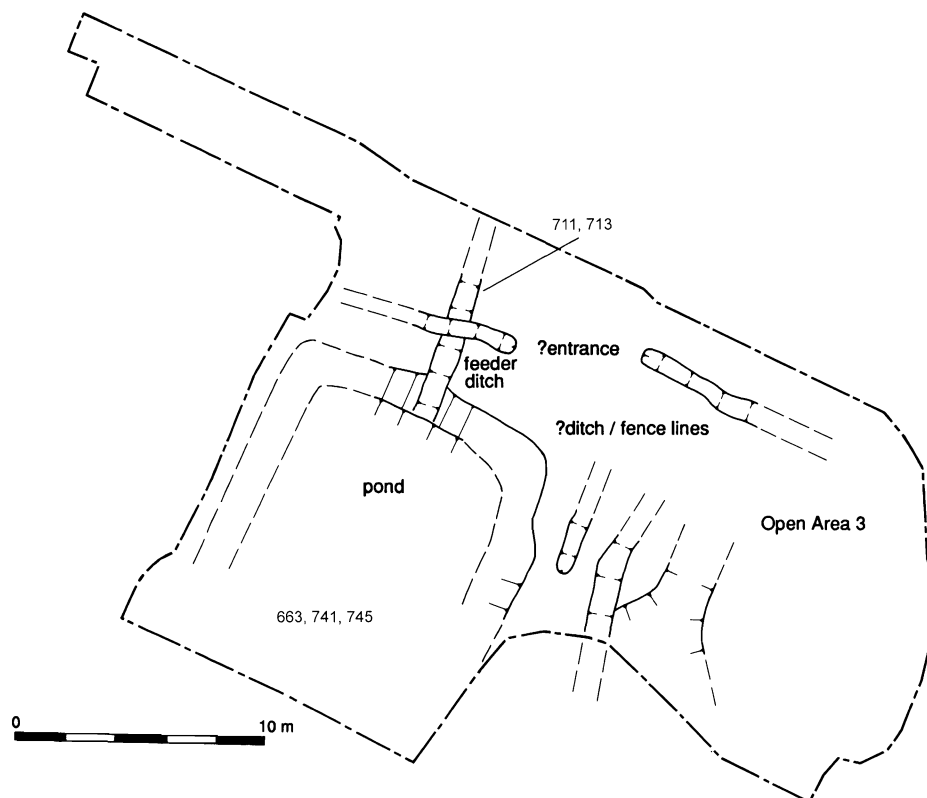 711, 713
?entrance
feeder
ditch
?ditch / fence lines
pond
Open Area 3
663, 741, 745
0
10 m